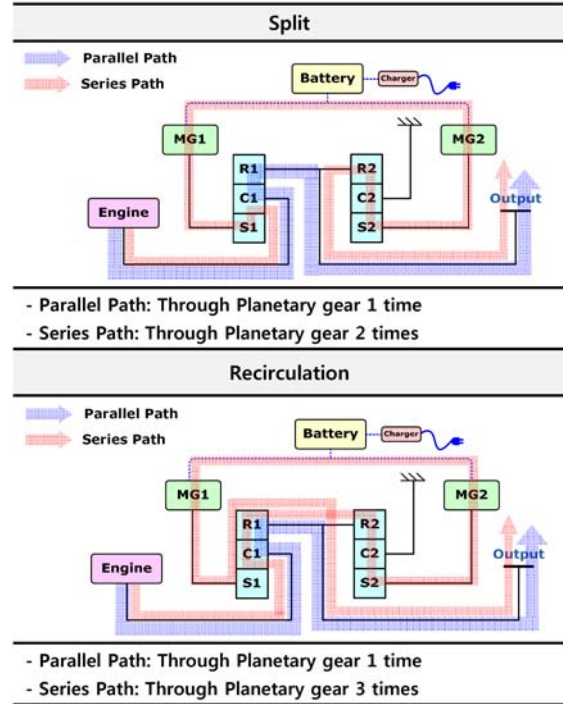 Split
Parallel Path
Series Path
Battery
Charger
MG1
MG2
R1
R2
C1
C2
S1
S2
Engine
Output
- Parallel Path: Through Planetary gear 1 time
- Series Path: Through Planetary gear 2 times
Recirculation
Parallel Path
Series Path
Battery
Charger
MG1
MG2
R1
R2
C1
C2
S1
S2
Engine
Output
- Parallel Path: Through Planetary gear 1 time
- Series Path: Through Planetary gear 3 times